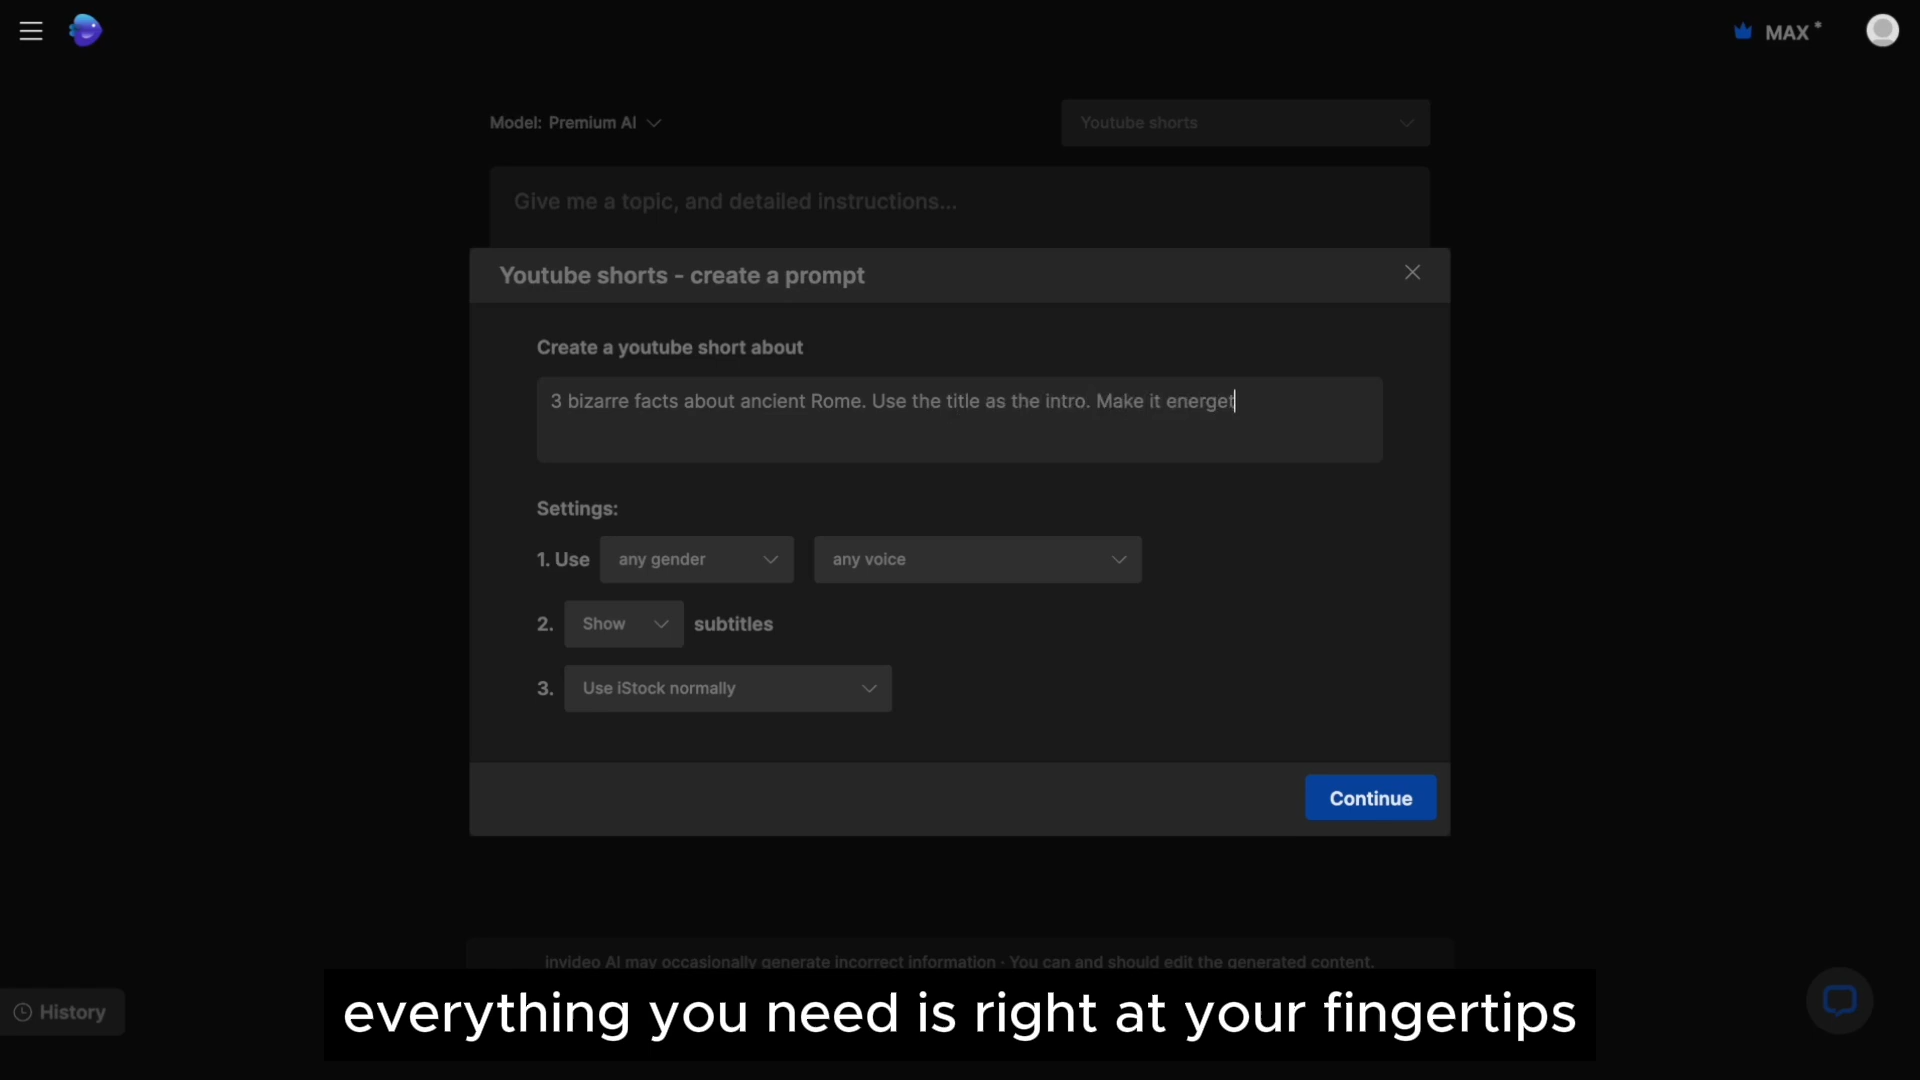 MAX *
Model: Premium AI
Youtube shorts
Give me a topic, and detailed instructions...
Youtube shorts - create a prompt
Create a youtube short about
3 bizarre facts about ancient Rome. Use the title as the intro. Make it energet
Settings:
1. Use any gender any voice
2. Show subtitles
3. Use iStock normally
Continue
invideo AI may occasionally generate incorrect information · You can and should edit the generated content.
History
everything you need is right at your fingertips